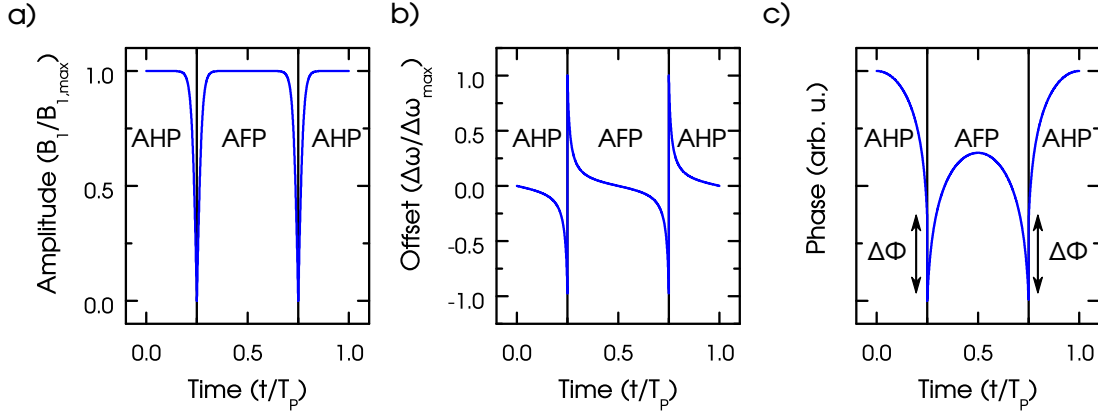 a)
Amplitude (B₁/B₁,max)
1.0
0.5
0.0
AHP
AFP
AHP
0.0
0.5
1.0
Time (t/Tₚ)
b)
Offset (Δω/Δωmax)
1.0
0.5
0.0
-0.5
-1.0
AHP
AFP
AHP
0.0
0.5
1.0
Time (t/Tₚ)
c)
Phase (arb. u.)
AHP
AFP
AHP
ΔΦ
ΔΦ
0.0
0.5
1.0
Time (t/Tₚ)